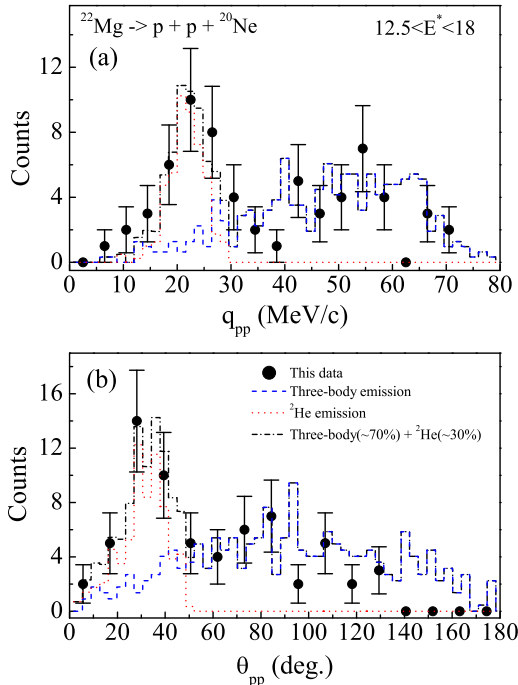 ²²Mg -> p + p + ²⁰Ne 12.5<E*<18
(a)
12
8
4
0
Counts
0 10 20 30 40 50 60 70 80
q_pp (MeV/c)
(b)
This data
Three-body emission
²He emission
Three-body(~70%) + ²He(~30%)
16
12
8
4
0
Counts
0 20 40 60 80 100 120 140 160 180
θ_pp (deg.)